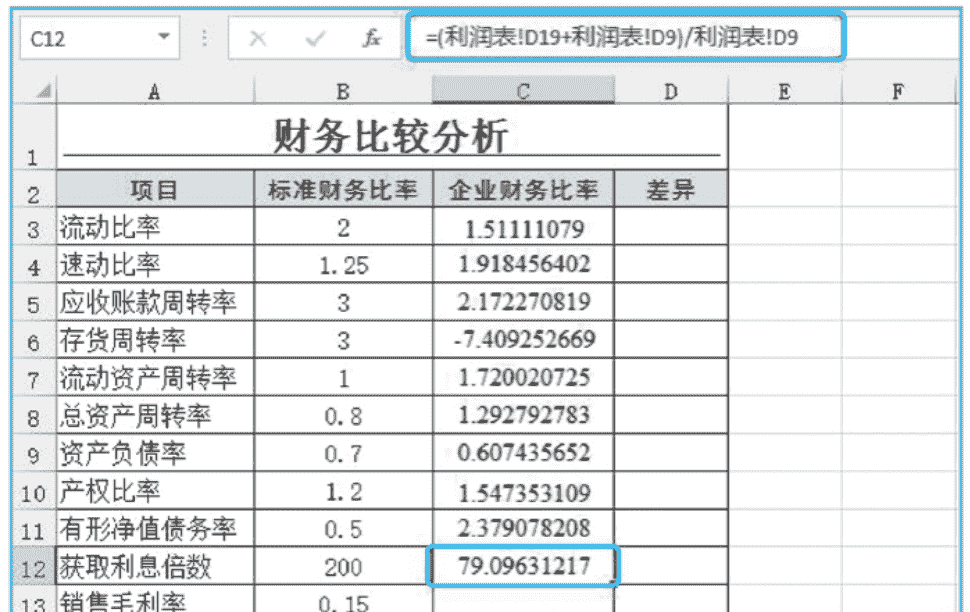 C12 fx =(利润表!D19+利润表!D9)/利润表!D9
A B C D E F
1 财务比较分析
2 项目 标准财务比率 企业财务比率 差异
3 流动比率 2 1.51111079
4 速动比率 1.25 1.918456402
5 应收账款周转率 3 2.172270819
6 存货周转率 3 -7.409252669
7 流动资产周转率 1 1.720020725
8 总资产周转率 0.8 1.292792783
9 资产负债率 0.7 0.607435652
10 产权比率 1.2 1.547353109
11 有形净值债务率 0.5 2.379078208
12 获取利息倍数 200 79.09631217
13 销售毛利率 0.15